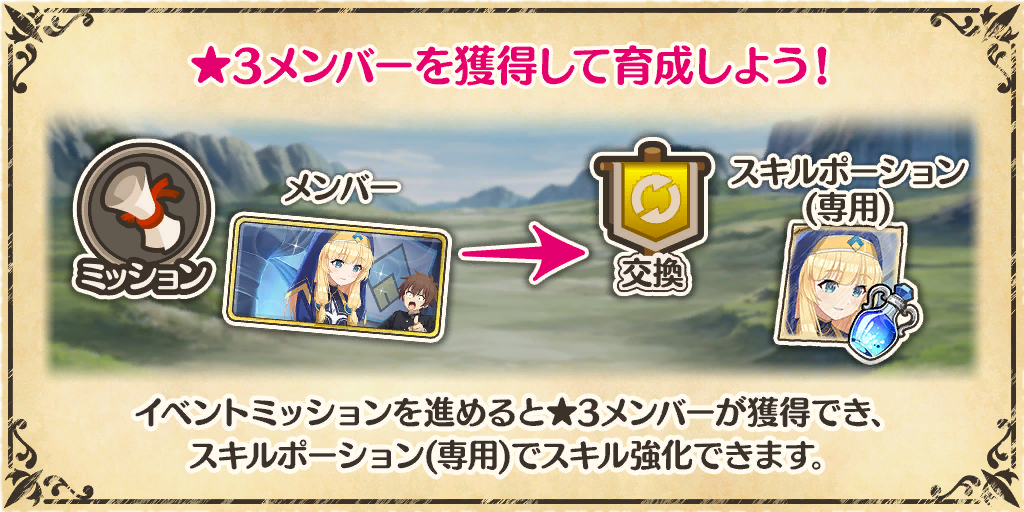 ★3メンバーを獲得して育成しよう!
ミッション
メンバー
交換
スキルポーション
(専用)
イベントミッションを進めると★3メンバーが獲得でき、
スキルポーション(専用)でスキル強化できます。